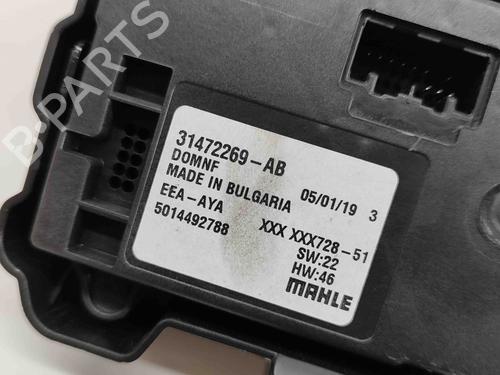 B-PARTS
31472269-AB
DOMNF
MADE IN BULGARIA 05/01/19 3
EEA-AYA XXX XXX728-51
5014492788 SW:22
HW:46
MAHLE